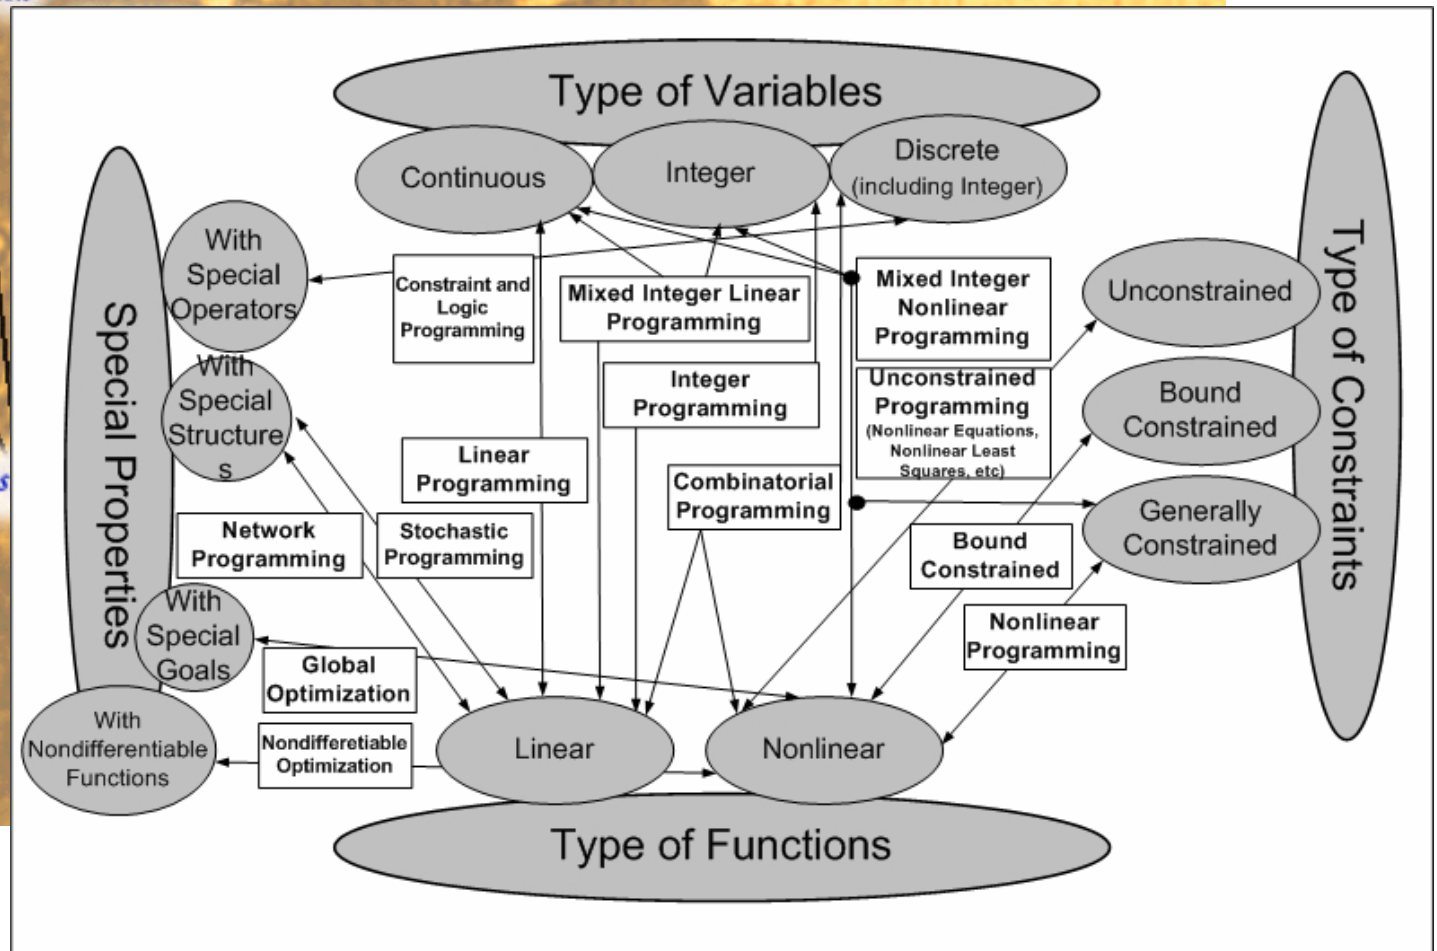 Type of Variables
Continuous
Integer
Discrete
(including Integer)
Special Properties
With
Special
Operators
With
Special
Structure
s
With
Special
Goals
With
Nondifferentiable
Functions
Constraint and
Logic
Programming
Mixed Integer Linear
Programming
Mixed Integer
Nonlinear
Programming
Integer
Programming
Unconstrained
Programming
(Nonlinear Equations,
Nonlinear Least
Squares, etc)
Linear
Programming
Combinatorial
Programming
Network
Programming
Stochastic
Programming
Bound
Constrained
Nonlinear
Programming
Global
Optimization
Nondifferetiable
Optimization
Type of Constraints
Unconstrained
Bound
Constrained
Generally
Constrained
Linear
Nonlinear
Type of Functions